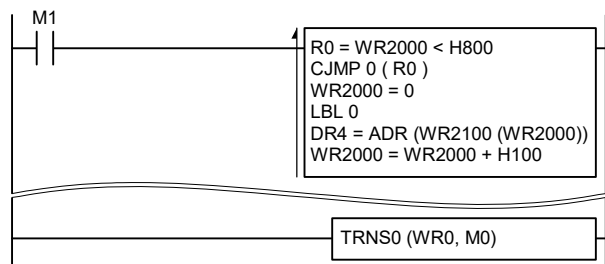 M1
R0 = WR2000 < H800
CJMP 0 ( R0 )
WR2000 = 0
LBL 0
DR4 = ADR (WR2100 (WR2000))
WR2000 = WR2000 + H100
TRNS0 (WR0, M0)